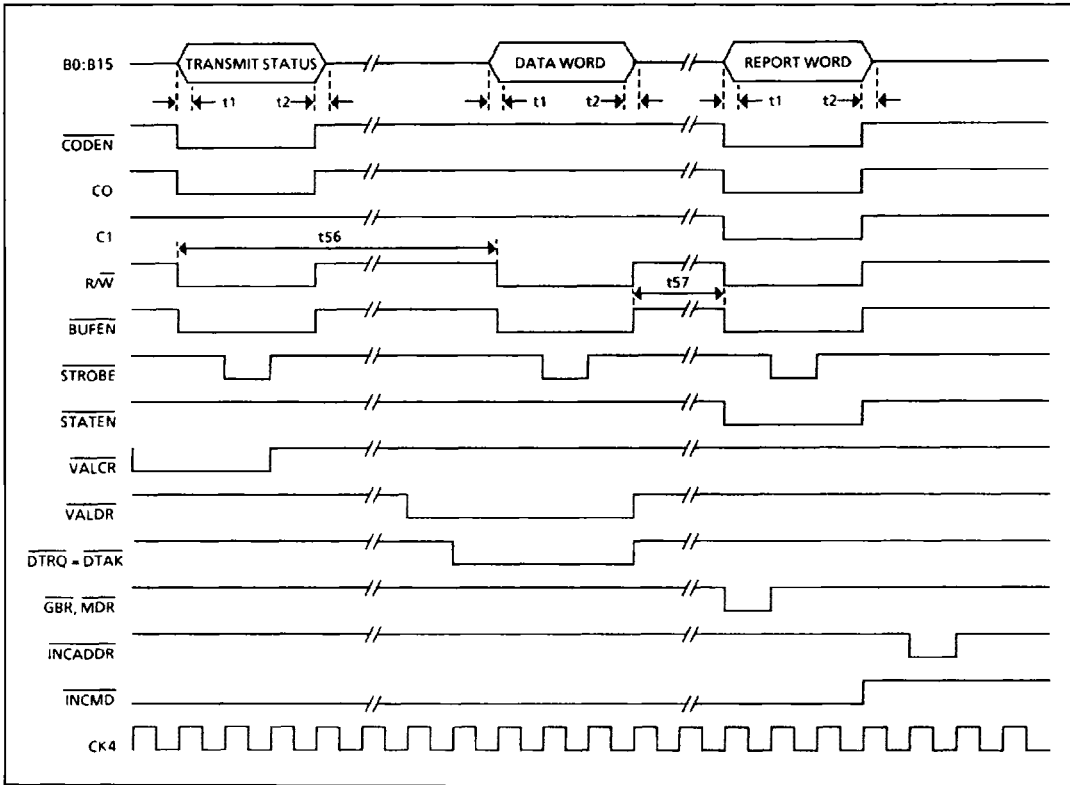 B0:B15 TRANSMIT STATUS DATA WORD REPORT WORD
t1 t2 t1 t2 t1 t2
CODEN
CO
C1
t56
R/W
t57
BUFEN
STROBE
STATEN
VALCR
VALDR
DTRQ = DTAK
GBR, MDR
INCADDR
INCMD
CK4